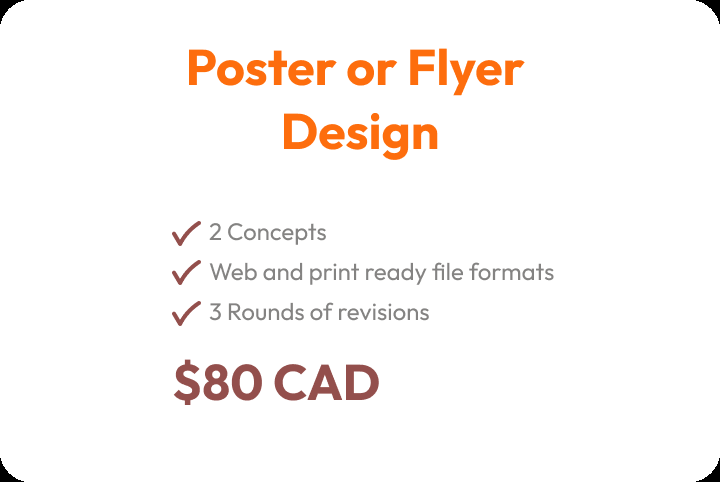 Poster or Flyer
Design
2 Concepts
Web and print ready file formats
3 Rounds of revisions
$80 CAD